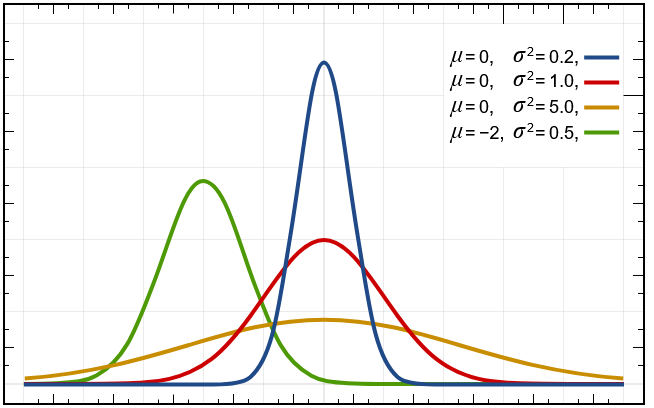 μ=0, σ²=0.2,
μ=0, σ²=1.0,
μ=0, σ²=5.0,
μ=−2, σ²=0.5,